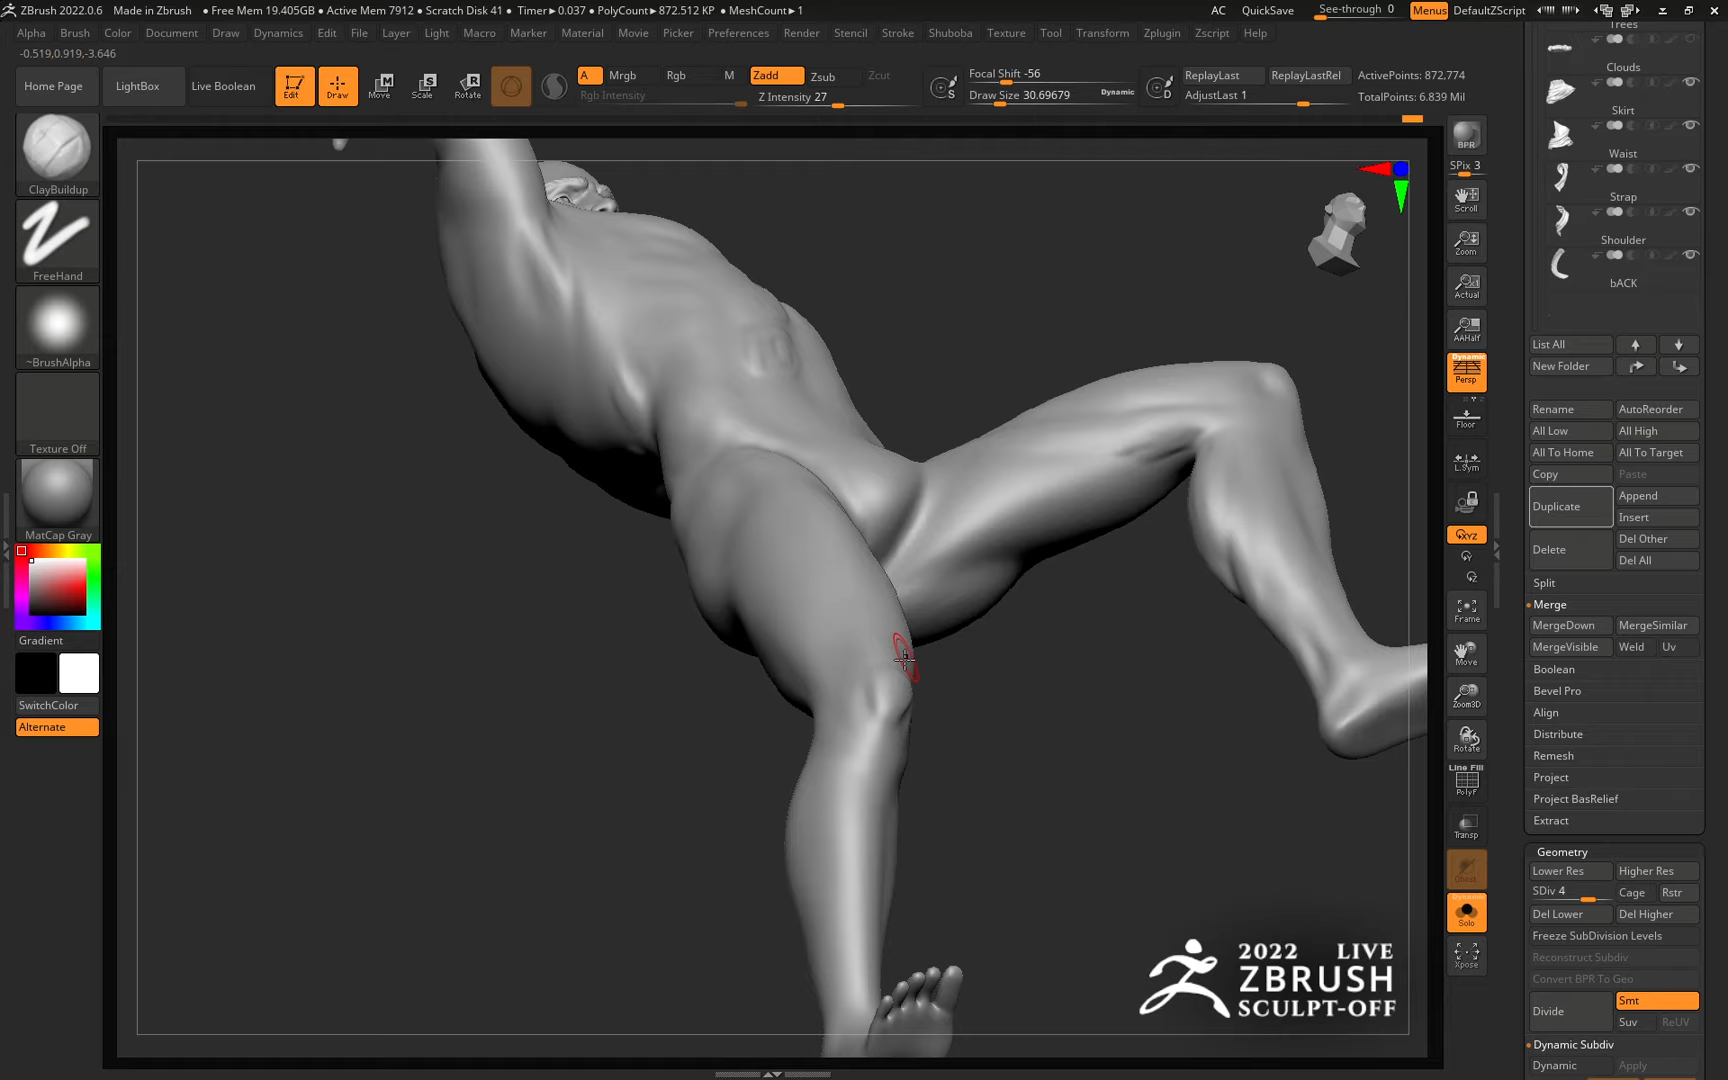 ZBrush 2022.0.6 Made in Zbrush • Free Mem 19.405GB • Active Mem 7912 • Scratch Disk 41 • Timer▸0.037 • PolyCount▸872.512 KP • MeshCount▸1 AC QuickSave See-through 0 Menus DefaultZScript
Alpha Brush Color Document Draw Dynamics Edit File Layer Light Macro Marker Material Movie Picker Preferences Render Stencil Stroke Shuboba Texture Tool Transform Zplugin Zscript Help
-0.519,0.919,-3.646
Home Page LightBox Live Boolean Edit Draw Move Scale Rotate
A Mrgb Rgb M Zadd Zsub Zcut
Rgb Intensity Z Intensity 27
S Focal Shift -56
Draw Size 30.69679 Dynamic
D ReplayLast ReplayLastRel ActivePoints: 872,774
AdjustLast 1 TotalPoints: 6.839 Mil
ClayBuildup
FreeHand
~BrushAlpha
Texture Off
MatCap Gray
Gradient
SwitchColor
Alternate
2022 LIVE
ZBRUSH
SCULPT-OFF
BPR
SPix 3
Scroll
Zoom
Actual
AAHalf
Dynamic
Persp
Floor
L.Sym
XYZ
Y
Z
Frame
Move
Zoom3D
Rotate
Line Fill
PolyF
Transp
Ghost
Dynamic
Solo
Xpose
Trees
Clouds
Skirt
Waist
Strap
Shoulder
bACK
List All
New Folder
Rename AutoReorder
All Low All High
All To Home All To Target
Copy Paste
Duplicate Append
Insert
Delete Del Other
Del All
Split
Merge
MergeDown MergeSimilar
MergeVisible Weld Uv
Boolean
Bevel Pro
Align
Distribute
Remesh
Project
Project BasRelief
Extract
Geometry
Lower Res Higher Res
SDiv 4 Cage Rstr
Del Lower Del Higher
Freeze SubDivision Levels
Reconstruct Subdiv
Convert BPR To Geo
Divide Smt
Suv ReUV
Dynamic Subdiv
Dynamic Apply